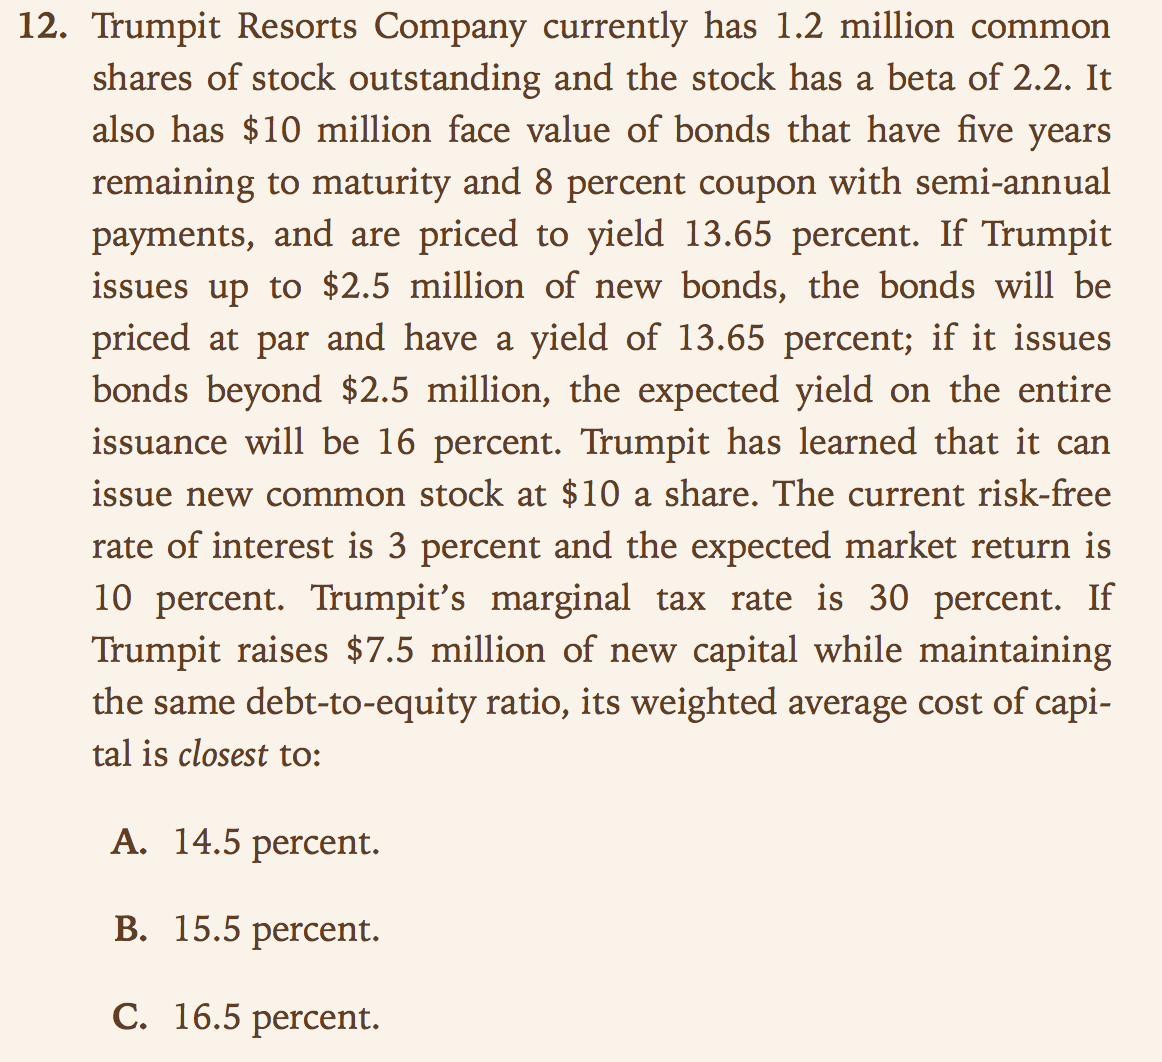 12. Trumpit Resorts Company currently has 1.2 million common
shares of stock outstanding and the stock has a beta of 2.2. It
also has $10 million face value of bonds that have five years
remaining to maturity and 8 percent coupon with semi-annual
payments, and are priced to yield 13.65 percent. If Trumpit
issues up to $2.5 million of new bonds, the bonds will be
priced at par and have a yield of 13.65 percent; if it issues
bonds beyond $2.5 million, the expected yield on the entire
issuance will be 16 percent. Trumpit has learned that it can
issue new common stock at $10 a share. The current risk-free
rate of interest is 3 percent and the expected market return is
10 percent. Trumpit’s marginal tax rate is 30 percent. If
Trumpit raises $7.5 million of new capital while maintaining
the same debt-to-equity ratio, its weighted average cost of capi-
tal is closest to:
A. 14.5 percent.
B. 15.5 percent.
C. 16.5 percent.